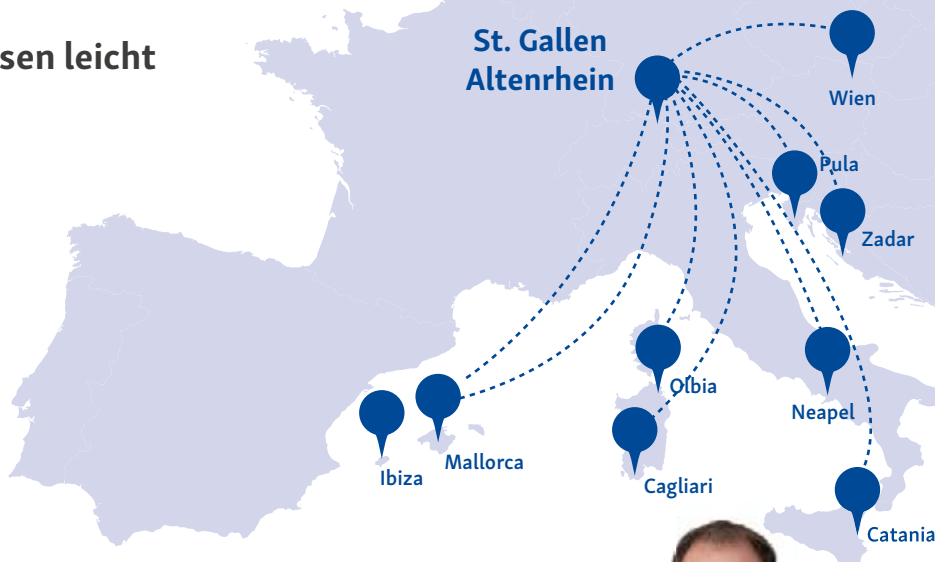 sen leicht
St. Gallen
Altenrhein
Wien
Pula
Zadar
Olbia
Neapel
Mallorca
Ibiza
Cagliari
Catania